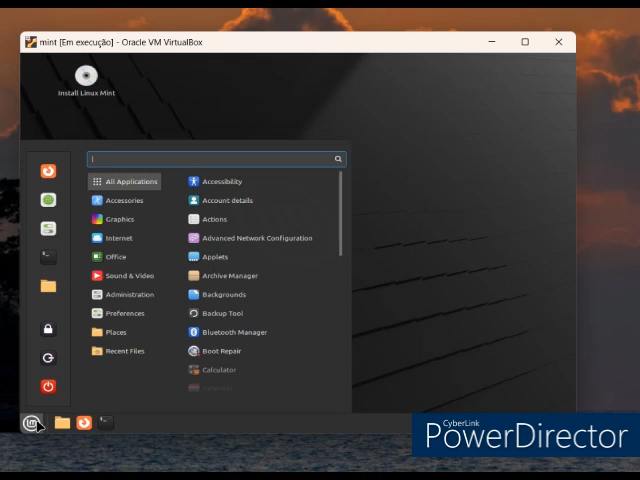 mint [Em execução] - Oracle VM VirtualBox
Install Linux Mint
All Applications
Accessories
Graphics
Internet
Office
Sound & Video
Administration
Preferences
Places
Recent Files
Accessibility
Account details
Actions
Advanced Network Configuration
Applets
Archive Manager
Backgrounds
Backup Tool
Bluetooth Manager
Boot Repair
Calculator
CyberLink
PowerDirector